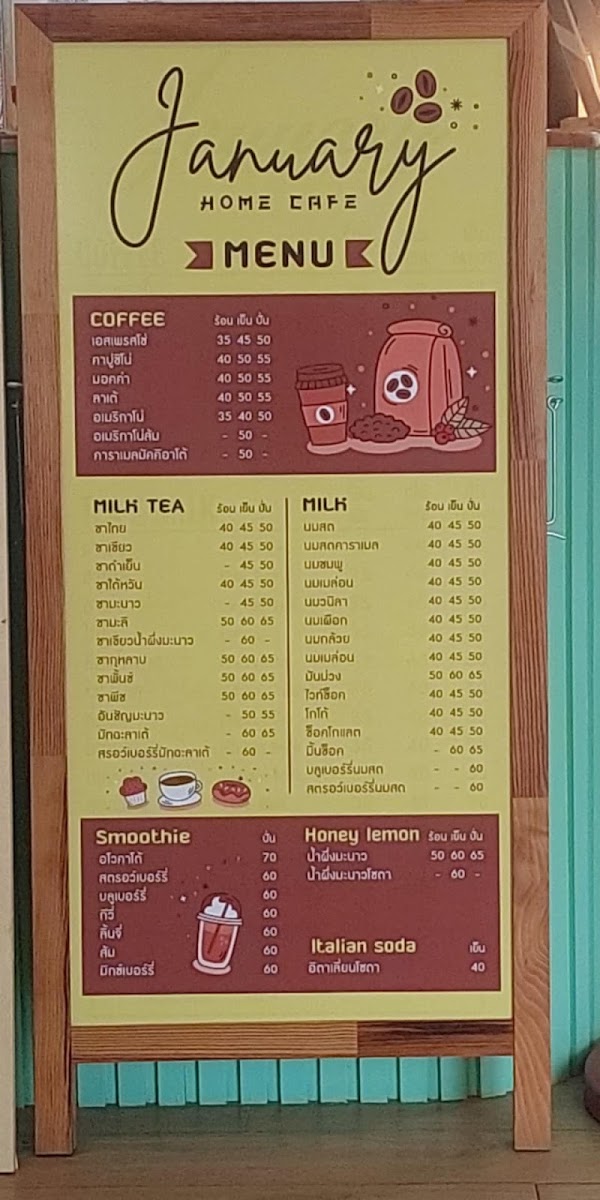 January
HOME CAFE
MENU
COFFEE ร้อน เย็น ปั่น
เอสเพรสโซ่ 35 45 50
คาปูชิโน่ 40 50 55
มอคค่า 40 50 55
ลาเต้ 40 50 55
อเมริกาโน่ 35 40 50
อเมริกาโน่ส้ม - 50 -
คาราเมลมัคคิอาโต้ - 50 -
MILK TEA ร้อน เย็น ปั่น
ชาไทย 40 45 50
ชาเขียว 40 45 50
ชาดำเย็น - 45 50
ชาไต้หวัน 40 45 50
ชามะนาว - 45 50
ชามะลิ 50 60 65
ชาเขียวน้ำผึ้งมะนาว - 60 -
ชากุหลาบ 50 60 65
ชาพั้นช์ 50 60 65
ชาพีช 50 60 65
อันชัญมะนาว - 50 55
มัทฉะลาเต้ - 60 65
สตรอว์เบอร์รี่มัทฉะลาเต้ - 60 -
MILK ร้อน เย็น ปั่น
นมสด 40 45 50
นมสดคาราเมล 40 45 50
นมชมพู 40 45 50
นมเมล่อน 40 45 50
นมวนิลา 40 45 50
นมเผือก 40 45 50
นมกล้วย 40 45 50
นมเมล่อน 40 45 50
มันม่วง 50 60 65
ไวท์ช็อค 40 45 50
โกโก้ 40 45 50
ช็อคโกแลต 40 45 50
มิ้นช็อค - 60 65
บลูเบอร์รี่นมสด - - 60
สตรอว์เบอร์รี่นมสด - - 60
Smoothie ปั่น
อโวคาโด้ 70
สตรอว์เบอร์รี่ 60
บลูเบอร์รี่ 60
กีวี่ 60
ลิ้นจี่ 60
ส้ม 60
มิกซ์เบอร์รี่ 60
Honey lemon ร้อน เย็น ปั่น
น้ำผึ้งมะนาว 50 60 65
น้ำผึ้งมะนาวโซดา - 60 -
Italian soda เย็น
อิตาเลี่ยนโซดา 40